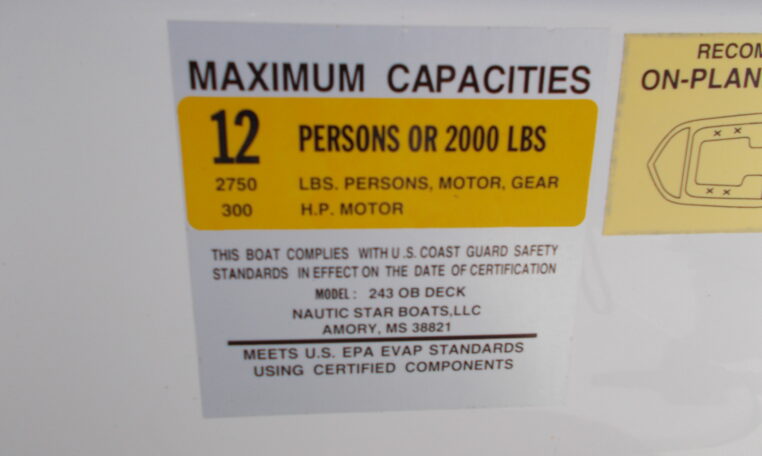 MAXIMUM CAPACITIES
12 PERSONS OR 2000 LBS
2750 LBS. PERSONS, MOTOR, GEAR
300 H.P. MOTOR
THIS BOAT COMPLIES WITH U.S. COAST GUARD SAFETY
STANDARDS IN EFFECT ON THE DATE OF CERTIFICATION
MODEL: 243 OB DECK
NAUTIC STAR BOATS,LLC
AMORY, MS 38821
MEETS U.S. EPA EVAP STANDARDS
USING CERTIFIED COMPONENTS
RECOM
ON-PLAN